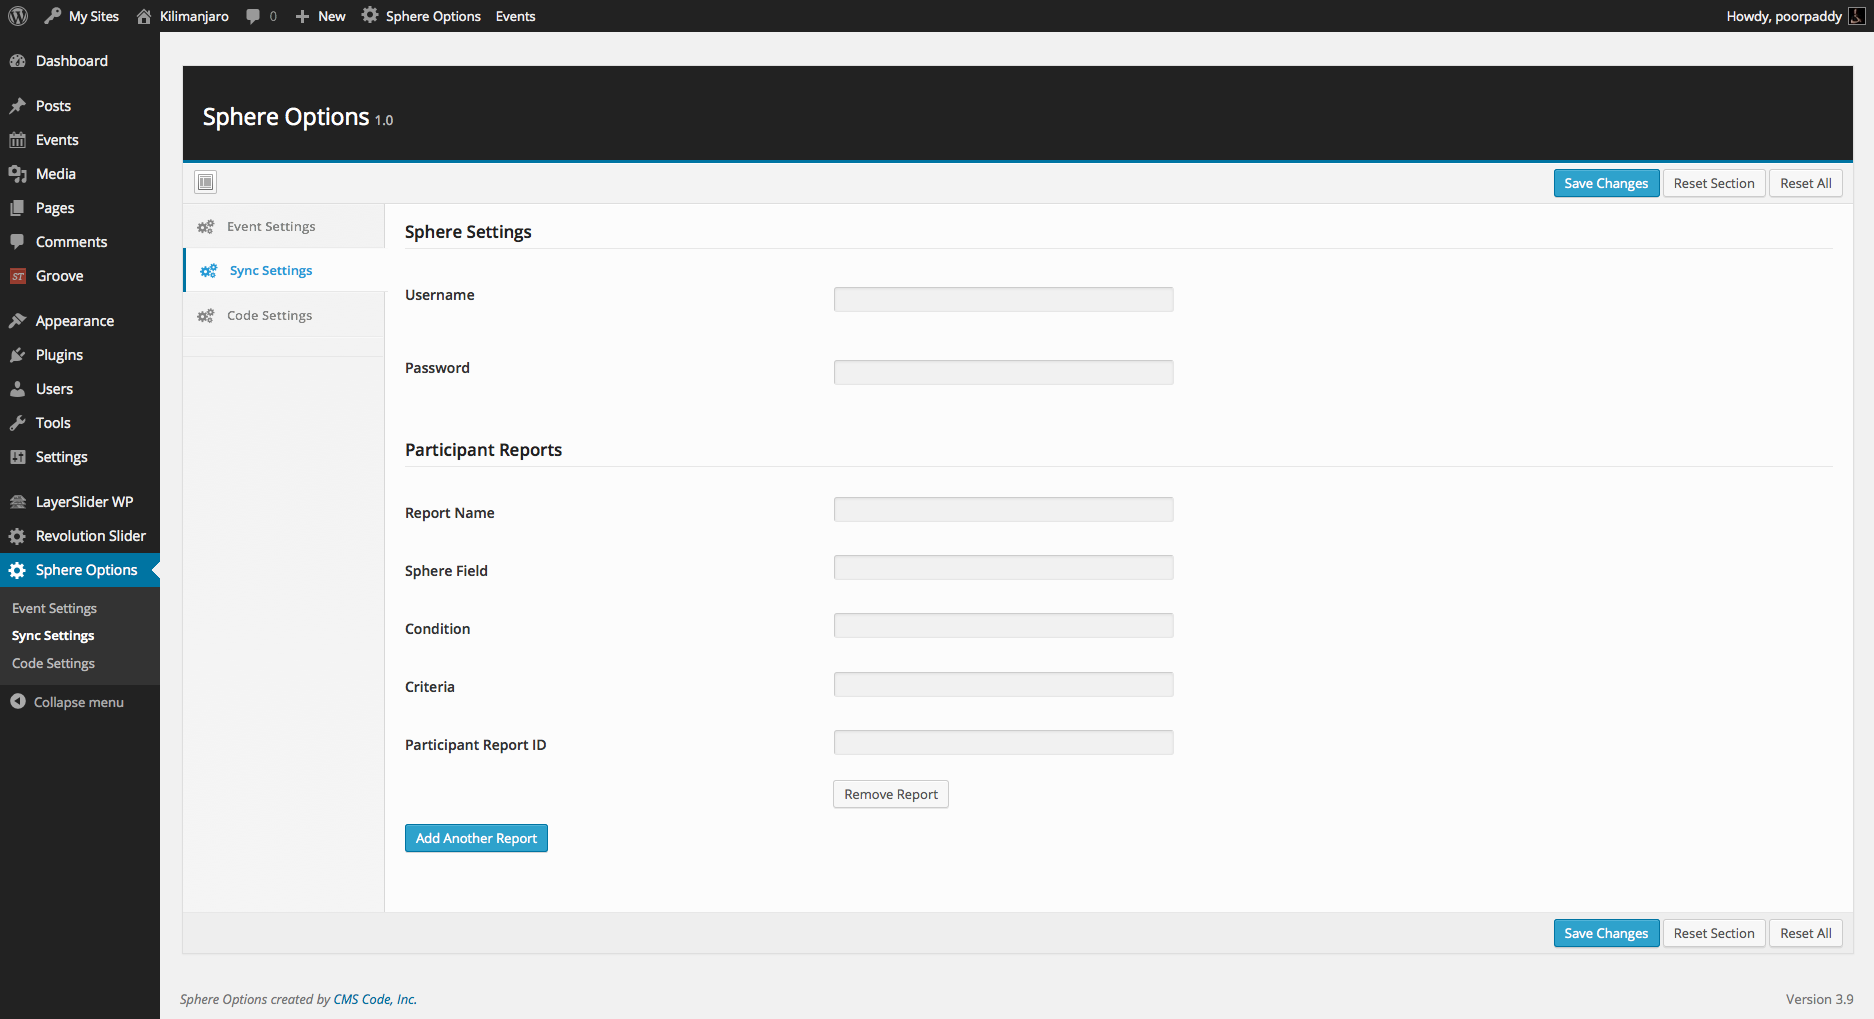 My Sites Kilimanjaro 0 New Sphere Options Events Howdy, poorpaddy
Dashboard
Posts
Events
Media
Pages
Comments
ST Groove
Appearance
Plugins
Users
Tools
Settings
LayerSlider WP
Revolution Slider
Sphere Options
Event Settings
Sync Settings
Code Settings
Collapse menu
Sphere Options 1.0
Save Changes Reset Section Reset All
Event Settings
Sync Settings
Code Settings
Sphere Settings
Username
Password
Participant Reports
Report Name
Sphere Field
Condition
Criteria
Participant Report ID
Remove Report
Add Another Report
Save Changes Reset Section Reset All
Sphere Options created by CMS Code, Inc. Version 3.9